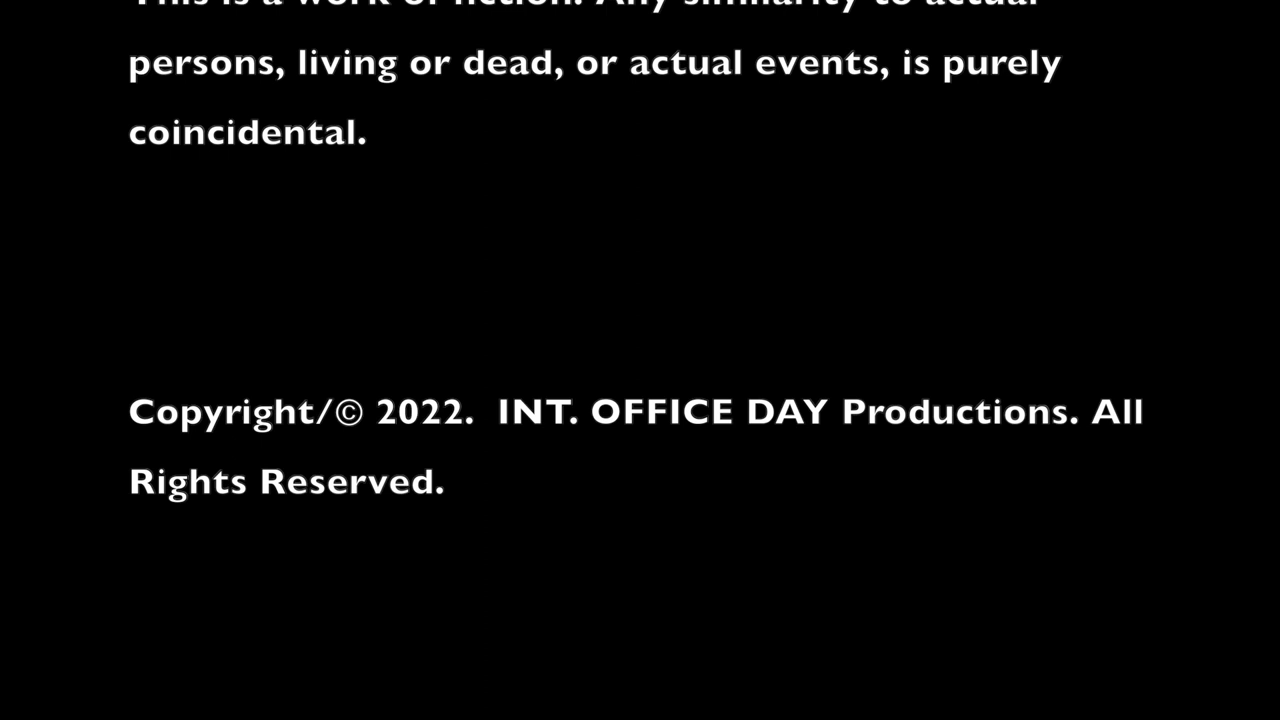 This is a work of fiction. Any similarity to actual
persons, living or dead, or actual events, is purely
coincidental.
Copyright/© 2022.  INT. OFFICE DAY Productions. All
Rights Reserved.